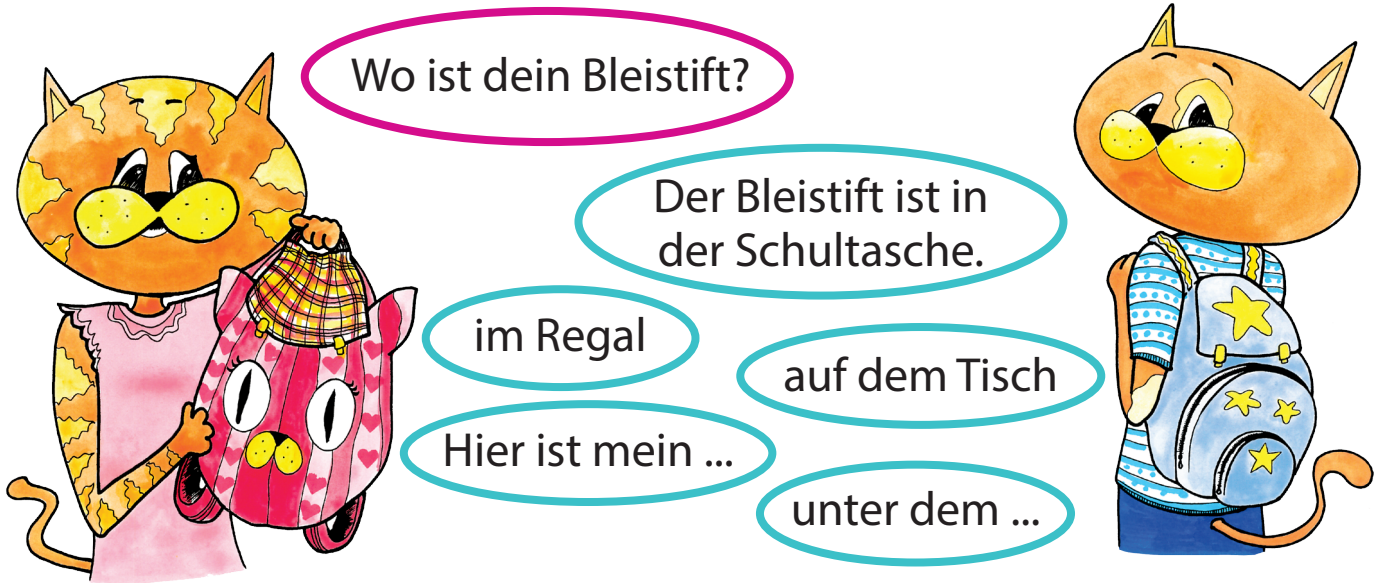 Wo ist dein Bleistift?
Der Bleistift ist in
der Schultasche.
im Regal
auf dem Tisch
Hier ist mein ...
unter dem ...